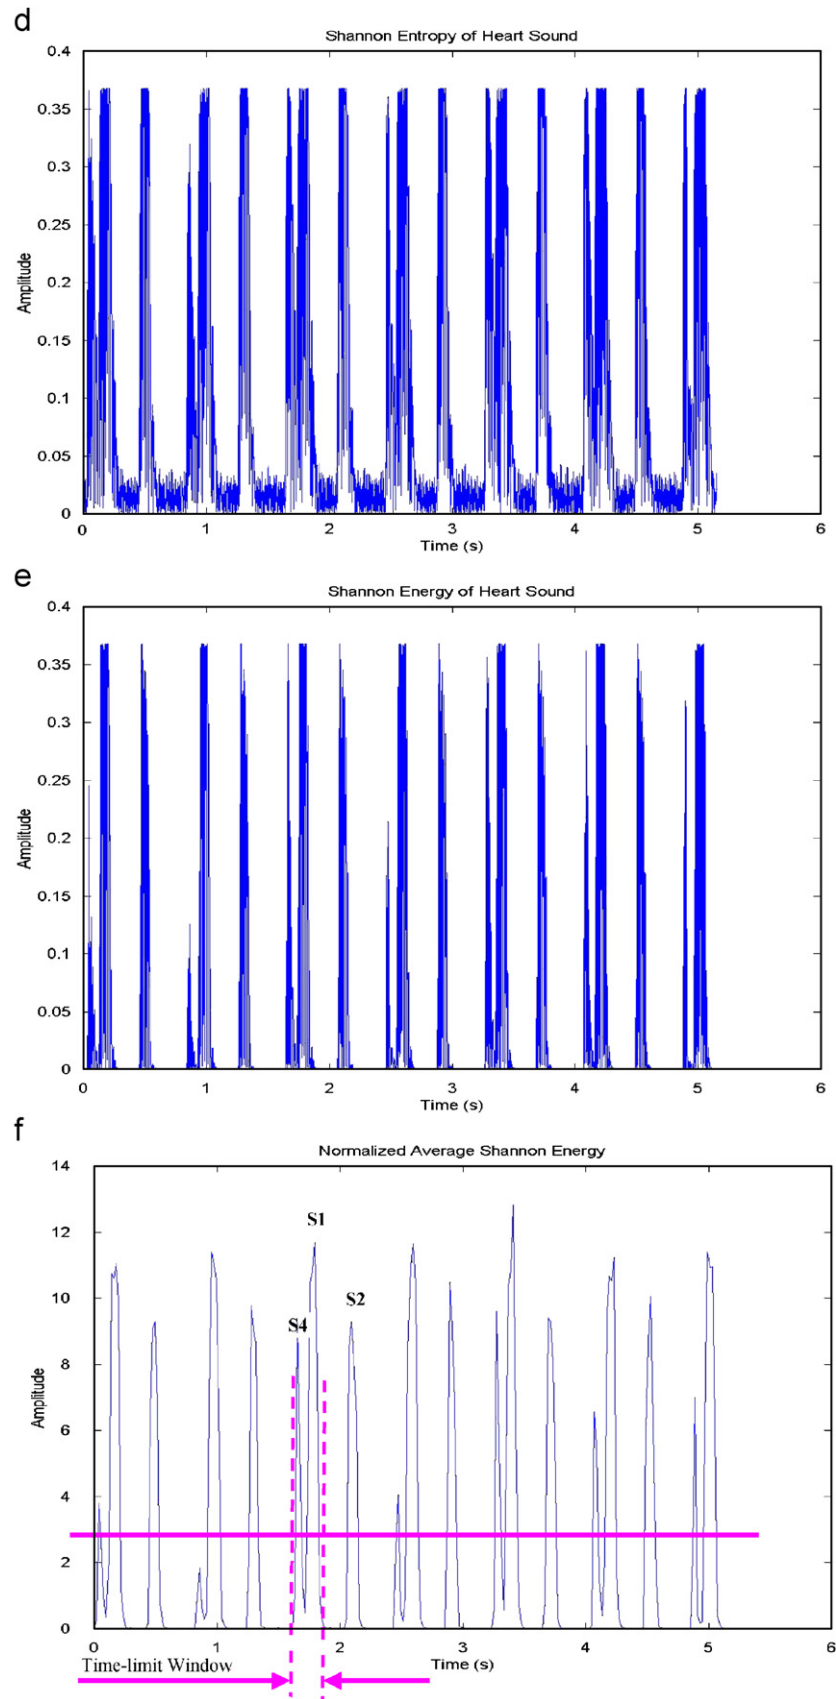 d
Shannon Entropy of Heart Sound
0.4
0.35
0.3
0.25
0.2
0.15
0.1
0.05
0
Amplitude
0 1 2 3 4 5 6
Time (s)
e
Shannon Energy of Heart Sound
0.4
0.35
0.3
0.25
0.2
0.15
0.1
0.05
0
Amplitude
0 1 2 3 4 5 6
Time (s)
f
Normalized Average Shannon Energy
14
12
10
8
6
4
2
0
Amplitude
S1
S2
S4
0 1 2 3 4 5 6
Time-limit Window
Time (s)